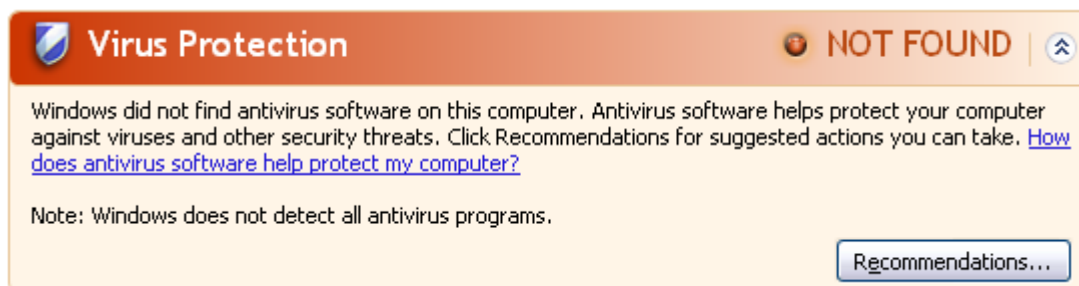 Virus Protection NOT FOUND
Windows did not find antivirus software on this computer. Antivirus software helps protect your computer
against viruses and other security threats. Click Recommendations for suggested actions you can take. How
does antivirus software help protect my computer?
Note: Windows does not detect all antivirus programs.
Recommendations...